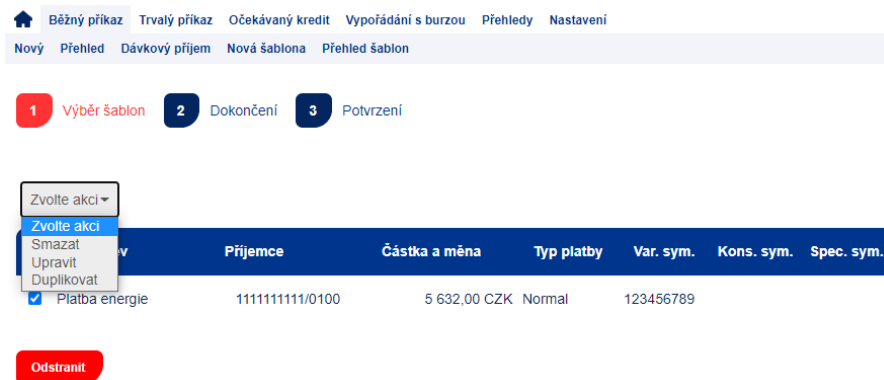 Běžný příkaz Trvalý příkaz Očekávaný kredit Vypořádání s burzou Přehledy Nastavení
Nový Přehled Dávkový příjem Nová šablona Přehled šablon
1 Výběr šablon 2 Dokončení 3 Potvrzení
Zvolte akci
Zvolte akci
Smazat
Upravit
Duplikovat
Příjemce Částka a měna Typ platby Var. sym. Kons. sym. Spec. sym.
Platba energie 1111111111/0100 5 632,00 CZK Normal 123456789
Odstranit